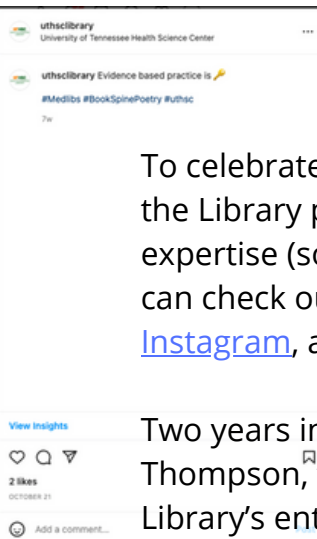 uthsclibrary
University of Tennessee Health Science Center
...
uthsclibrary Evidence based practice is 🔑
#Medlibs #BookSpinePoetry #uthsc
7w
To celebrate
the Library
expertise (so
can check
Instagram, a
View Insights
Two years in
2 likes
Thompson,
OCTOBER 21
Library's
Add a comment...